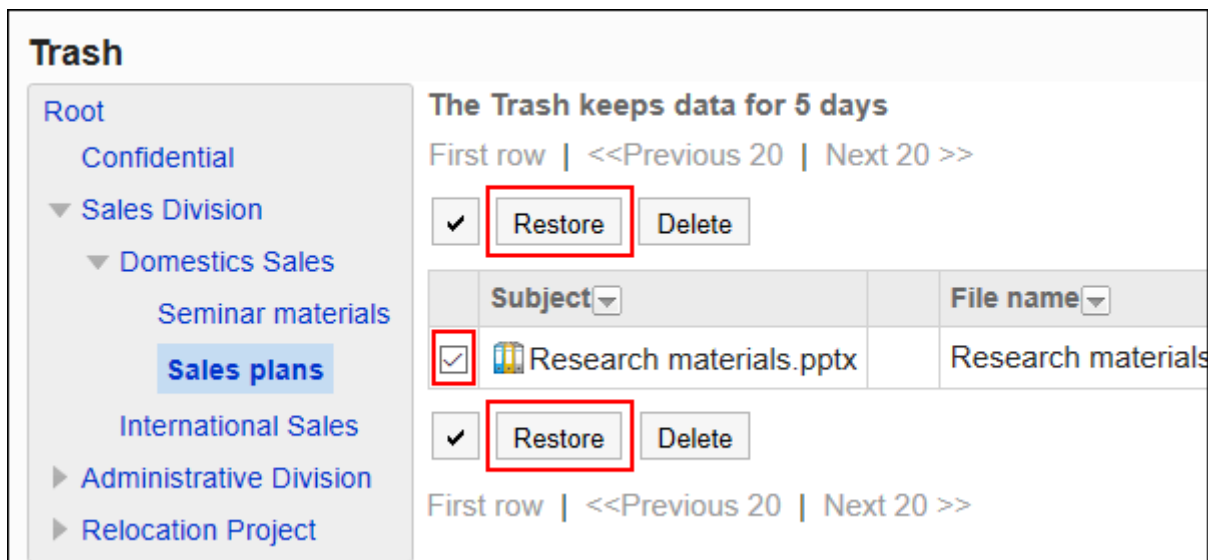 Trash
Root
Confidential
Sales Division
Domestics Sales
Seminar materials
Sales plans
International Sales
Administrative Division
Relocation Project
The Trash keeps data for 5 days
First row | <<Previous 20 | Next 20 >>
Restore Delete
Subject File name
Research materials.pptx Research materials
Restore Delete
First row | <<Previous 20 | Next 20 >>